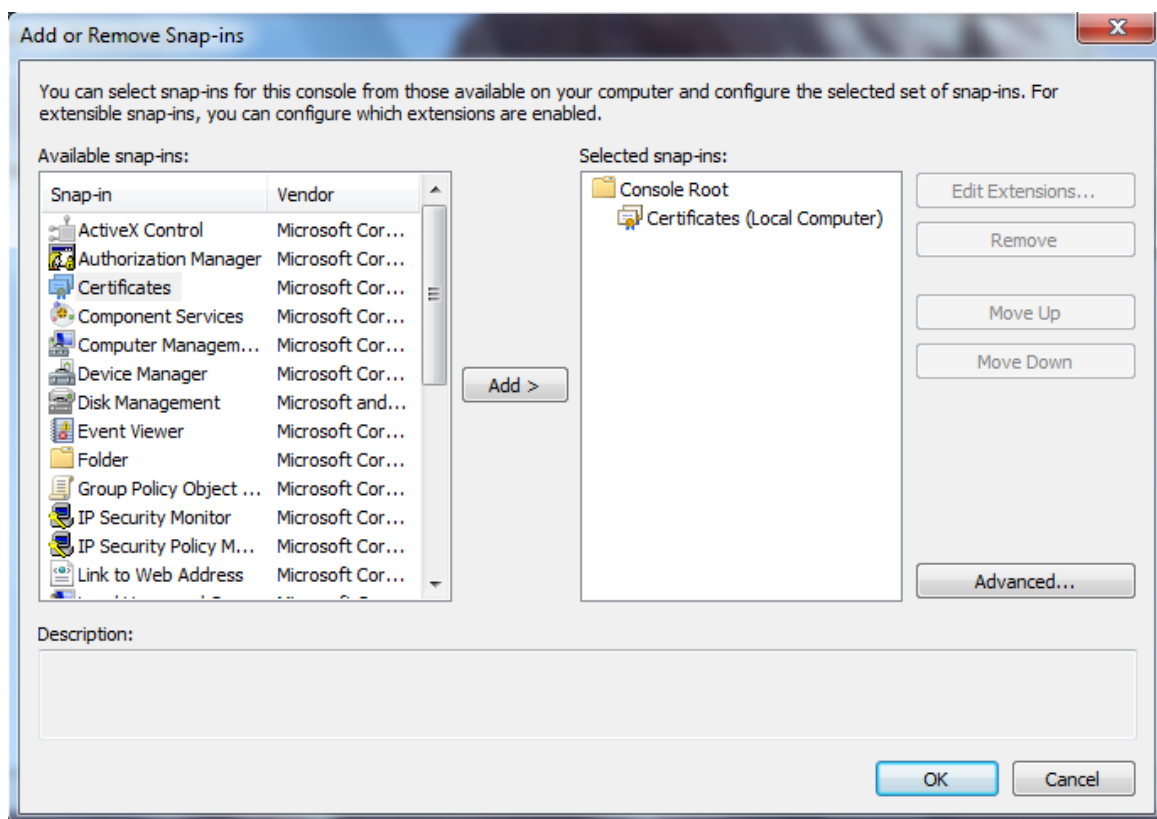 Add or Remove Snap-ins
You can select snap-ins for this console from those available on your computer and configure the selected set of snap-ins. For
extensible snap-ins, you can configure which extensions are enabled.
Available snap-ins:
Snap-in Vendor
ActiveX Control Microsoft Cor...
Authorization Manager Microsoft Cor...
Certificates Microsoft Cor...
Component Services Microsoft Cor...
Computer Managem... Microsoft Cor...
Device Manager Microsoft Cor...
Disk Management Microsoft and...
Event Viewer Microsoft Cor...
Folder Microsoft Cor...
Group Policy Object ... Microsoft Cor...
IP Security Monitor Microsoft Cor...
IP Security Policy M... Microsoft Cor...
Link to Web Address Microsoft Cor...
Add >
Selected snap-ins:
Console Root
Certificates (Local Computer)
Edit Extensions...
Remove
Move Up
Move Down
Advanced...
Description:
OK Cancel